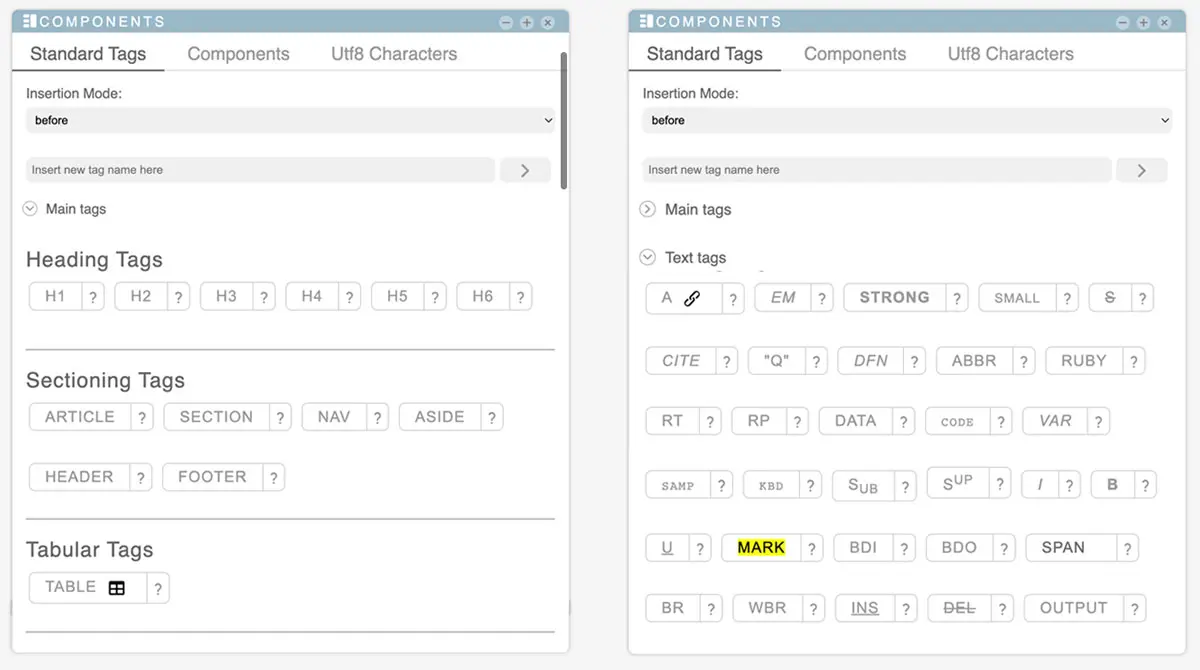 COMPONENTS
Standard Tags Components Utf8 Characters
Insertion Mode:
before
Insert new tag name here
Main tags
Heading Tags
H1 ? H2 ? H3 ? H4 ? H5 ? H6 ?
Sectioning Tags
ARTICLE ? SECTION ? NAV ? ASIDE ?
HEADER ? FOOTER ?
Tabular Tags
TABLE ?
COMPONENTS
Standard Tags Components Utf8 Characters
Insertion Mode:
before
Insert new tag name here
Main tags
Text tags
A ? EM ? STRONG ? SMALL ? S ?
CITE ? "Q" ? DFN ? ABBR ? RUBY ?
RT ? RP ? DATA ? CODE ? VAR ?
SAMP ? KBD ? SUB ? SUP ? I ? B ?
U ? MARK ? BDI ? BDO ? SPAN ?
BR ? WBR ? INS ? DEL ? OUTPUT ?